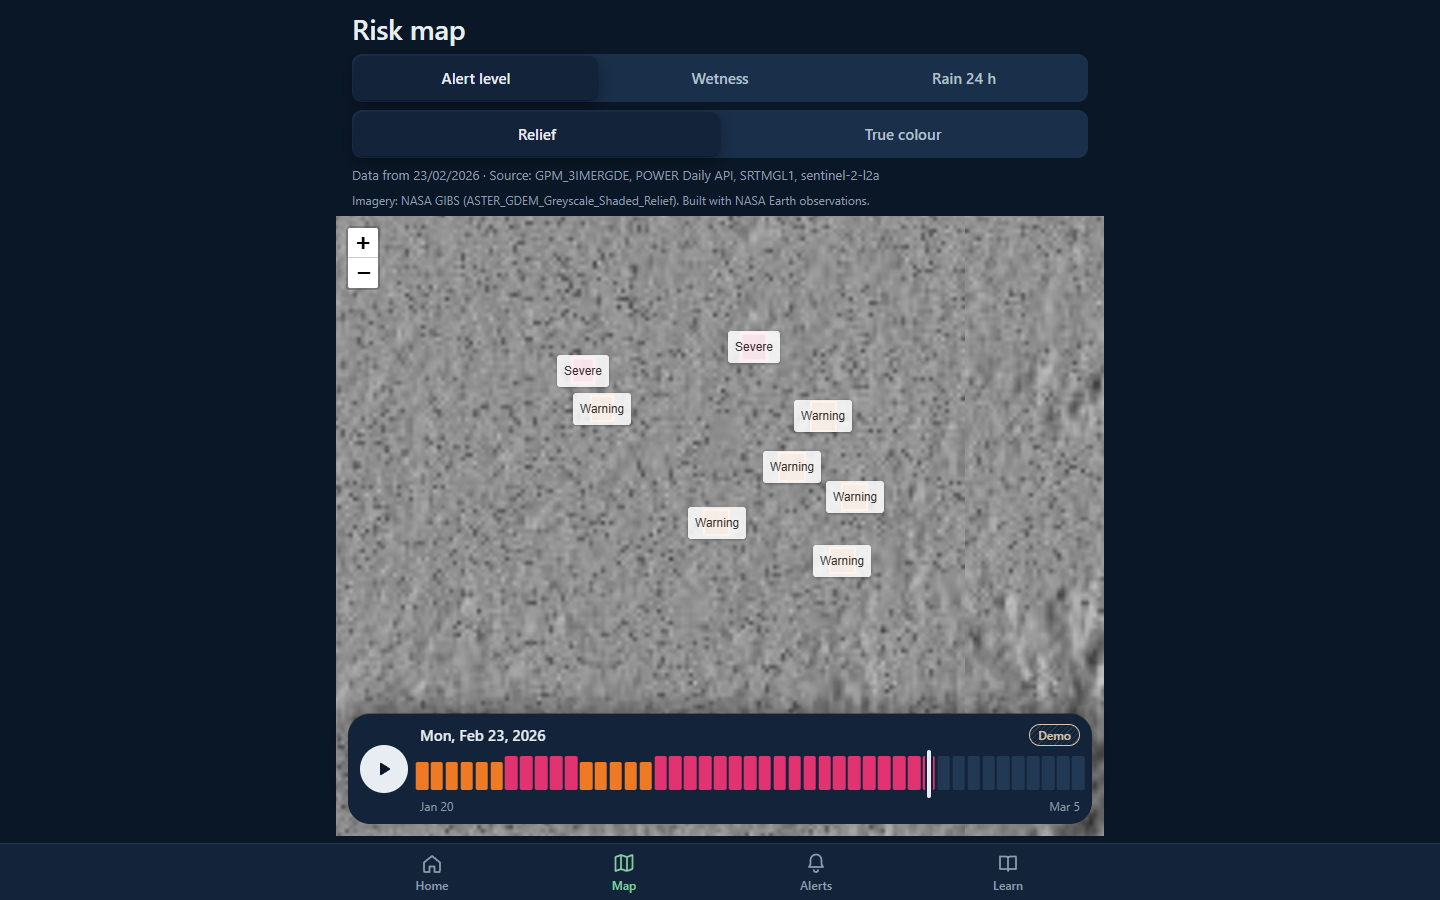 Risk map
Alert level
Wetness
Rain 24 h
Relief
True colour
Data from 23/02/2026 · Source: GPM_3IMERGDE, POWER Daily API, SRTMGL1, sentinel-2-l2a
Imagery: NASA GIBS (ASTER_GDEM_Greyscale_Shaded_Relief). Built with NASA Earth observations.
+
−
Severe
Severe
Warning
Warning
Warning
Warning
Warning
Warning
Mon, Feb 23, 2026
Demo
Jan 20
Mar 5
Home
Map
Alerts
Learn